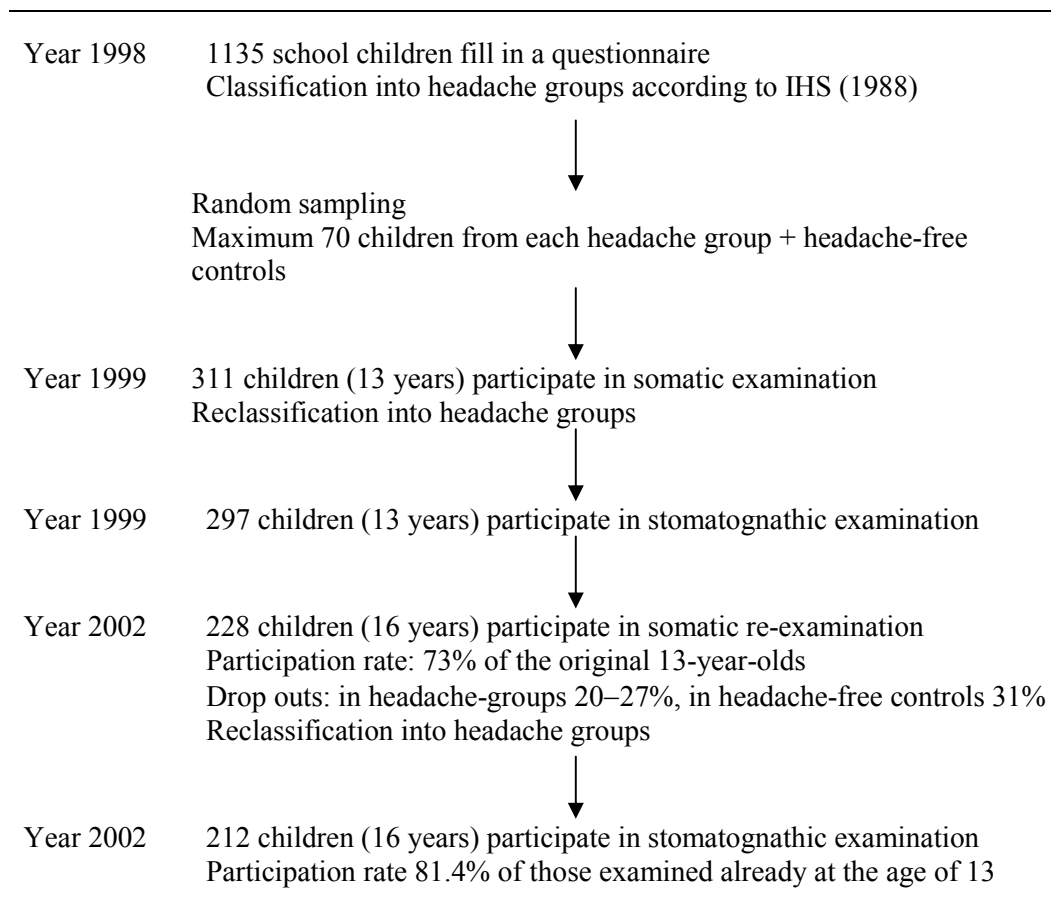 Year 1998 1135 school children fill in a questionnaire
Classification into headache groups according to IHS (1988)
Random sampling
Maximum 70 children from each headache group + headache-free
controls
Year 1999 311 children (13 years) participate in somatic examination
Reclassification into headache groups
Year 1999 297 children (13 years) participate in stomatognathic examination
Year 2002 228 children (16 years) participate in somatic re-examination
Participation rate: 73% of the original 13-year-olds
Drop outs: in headache-groups 20–27%, in headache-free controls 31%
Reclassification into headache groups
Year 2002 212 children (16 years) participate in stomatognathic examination
Participation rate 81.4% of those examined already at the age of 13